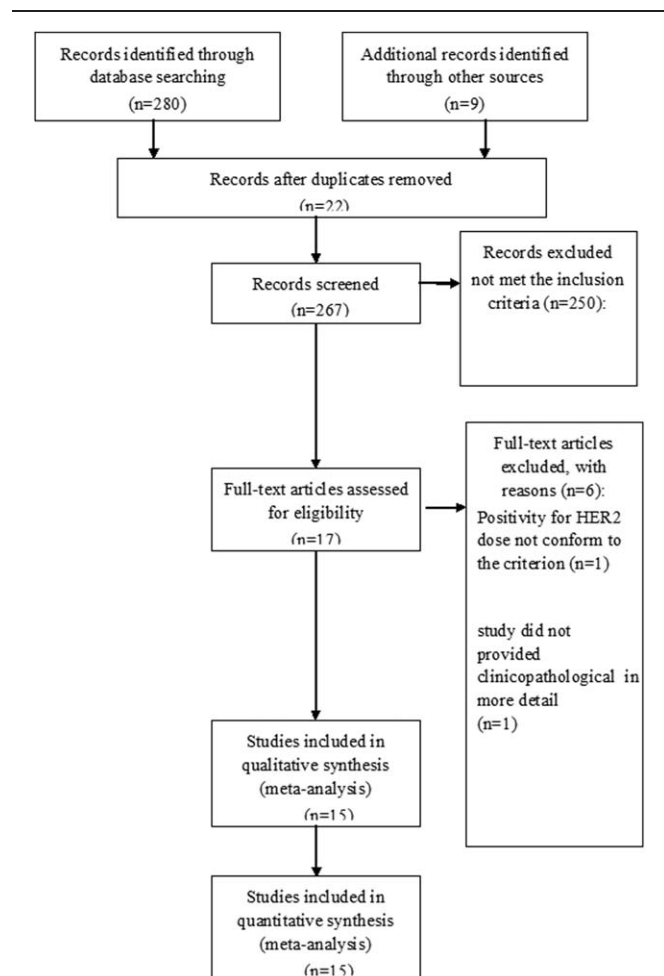 Records identified through
database searching
(n=280)
Additional records identified
through other sources
(n=9)
Records after duplicates removed
(n=22)
Records screened
(n=267)
Records excluded
not met the inclusion
criteria (n=250):
Full-text articles assessed
for eligibility
(n=17)
Full-text articles
excluded, with
reasons (n=6):
Positivity for HER2
dose not conform to
the criterion (n=1)
study did not
provided
clinicopathological in
more detail
(n=1)
Studies included in
qualitative synthesis
(meta-analysis)
(n=15)
Studies included in
quantitative synthesis
(meta-analysis)
(n=15)